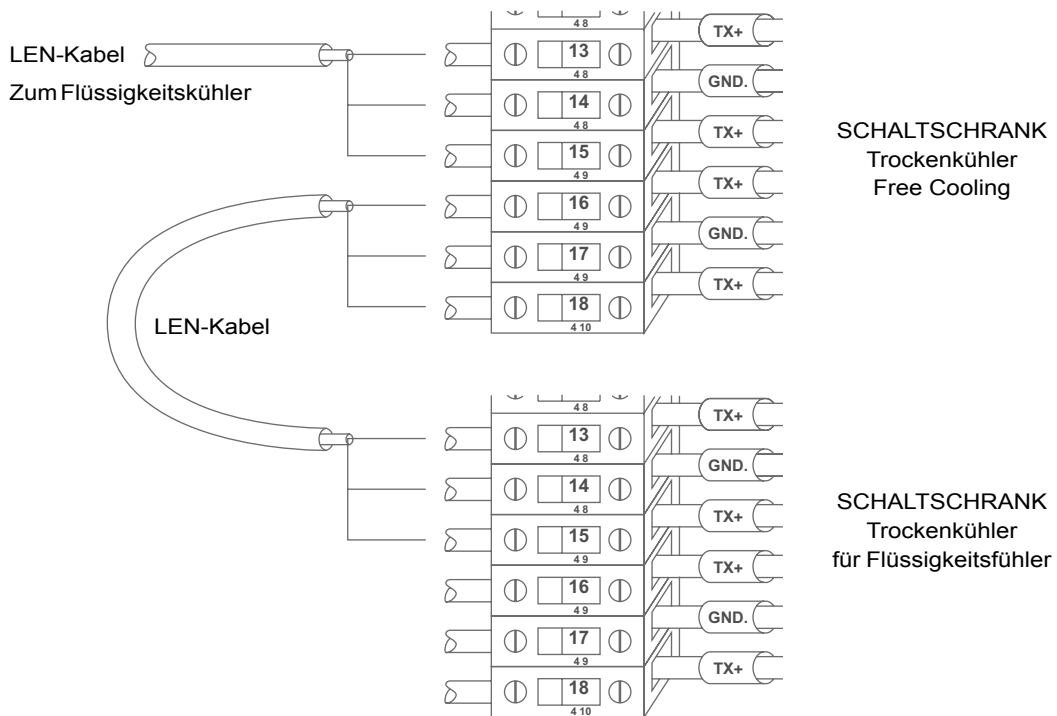 4 8
TX+
LEN-Kabel
13
4 8
GND.
Zum Flüssigkeitskühler
14
4 8
TX+
SCHALTSCHRANK
Trockenkühler
Free Cooling
15
4 9
TX+
16
4 9
GND.
17
4 9
TX+
18
4 10
LEN-Kabel
4 8
TX+
13
4 8
GND.
14
4 8
TX+
SCHALTSCHRANK
Trockenkühler
für Flüssigkeitsfühler
15
4 9
TX+
16
4 9
GND.
17
4 9
TX+
18
4 10